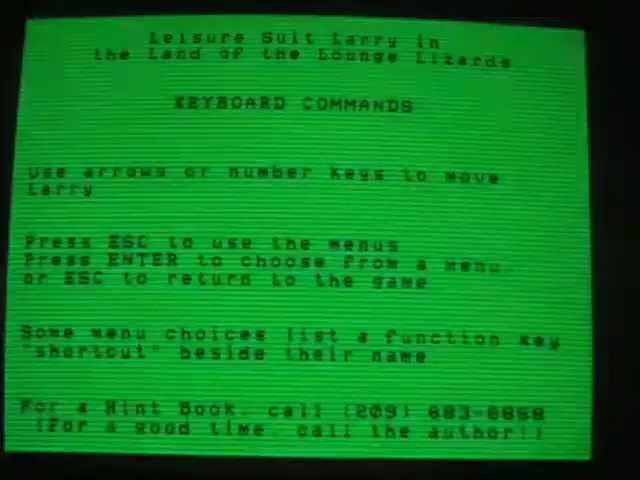 Leisure Suit Larry in
the Land of the Lounge Lizards
KEYBOARD COMMANDS
Use arrows or number keys to move
Larry
Press ESC to use the menus
Press ENTER to choose from a menu
or ESC to return to the game
Some menu choices list a function key
"shortcut" beside their name
For a Hint Book, call (209) 683-6858
(For a good time, call the author!)